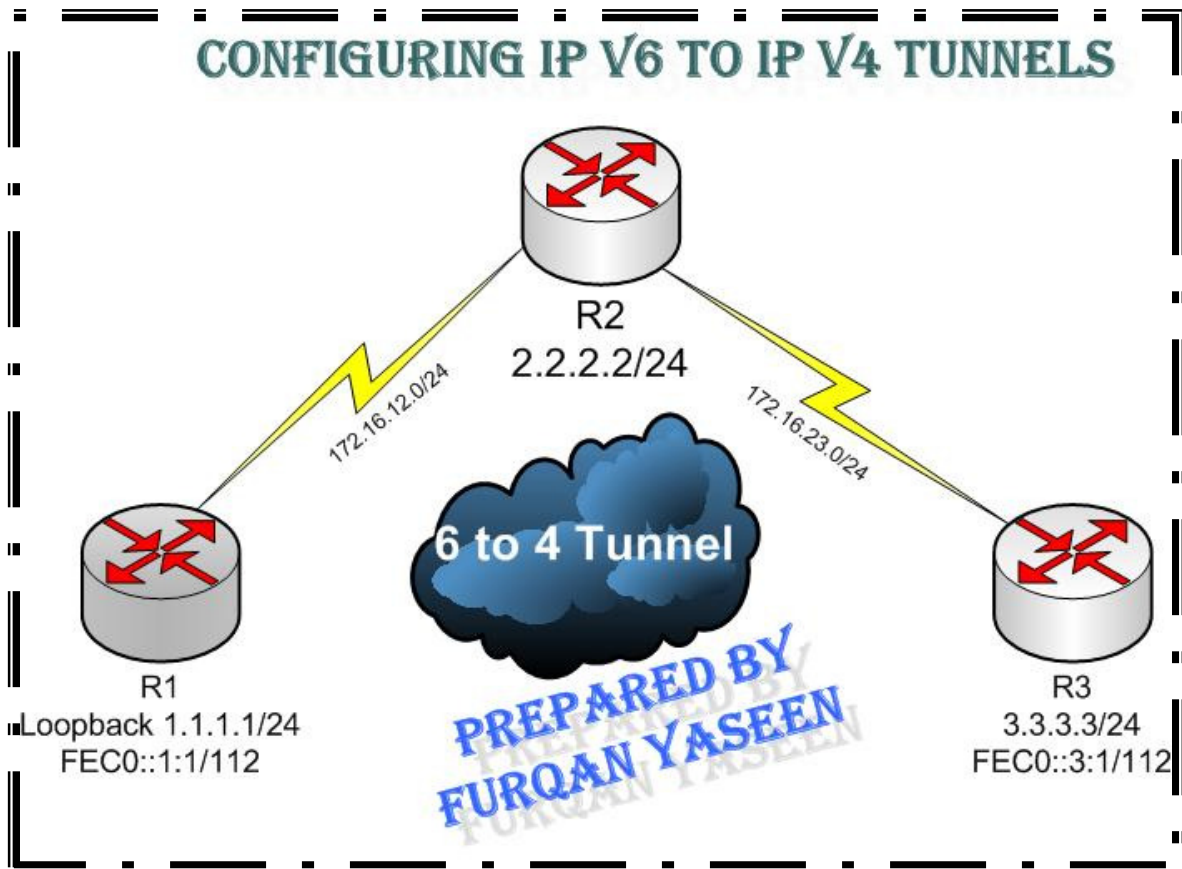 CONFIGURING IP V6 TO IP V4 TUNNELS
R2
2.2.2.2/24
172.16.12.0/24
172.16.23.0/24
6 to 4 Tunnel
R1
Loopback 1.1.1.1/24
FEC0::1:1/112
R3
3.3.3.3/24
FEC0::3:1/112
PREPARED BY
FURQAN YASEEN